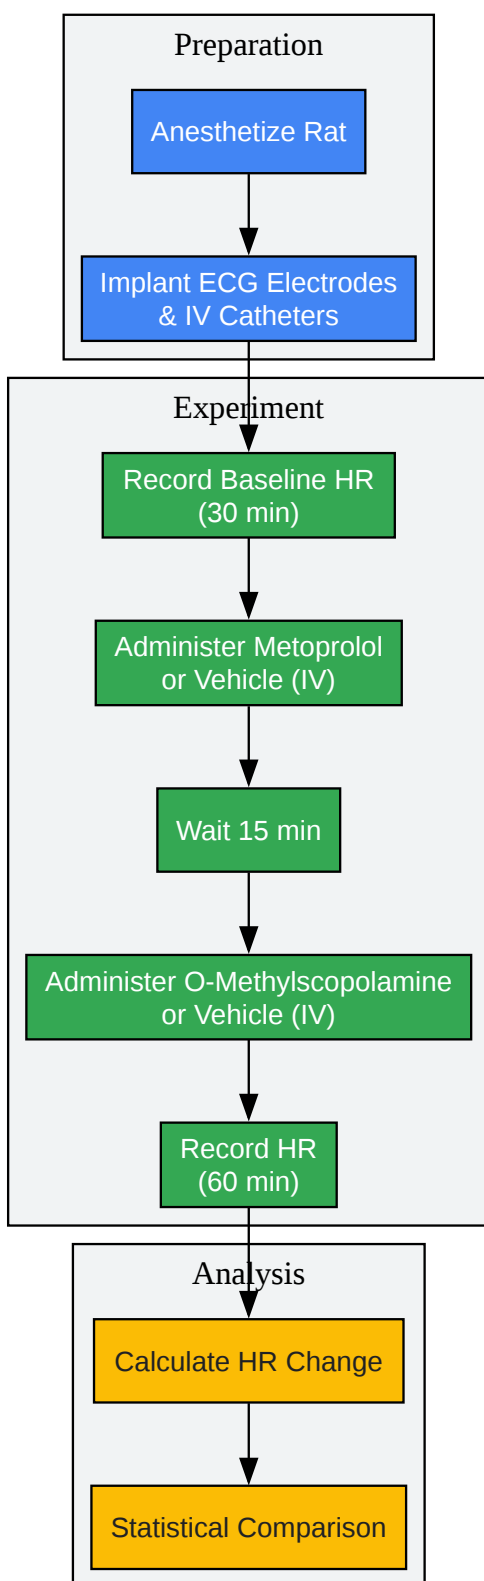 Preparation
Anesthetize Rat
Implant ECG Electrodes
& IV Catheters
Experiment
Record Baseline HR
(30 min)
Administer Metoprolol
or Vehicle (IV)
Wait 15 min
Administer O-Methylscopolamine
or Vehicle (IV)
Record HR
(60 min)
Analysis
Calculate HR Change
Statistical Comparison